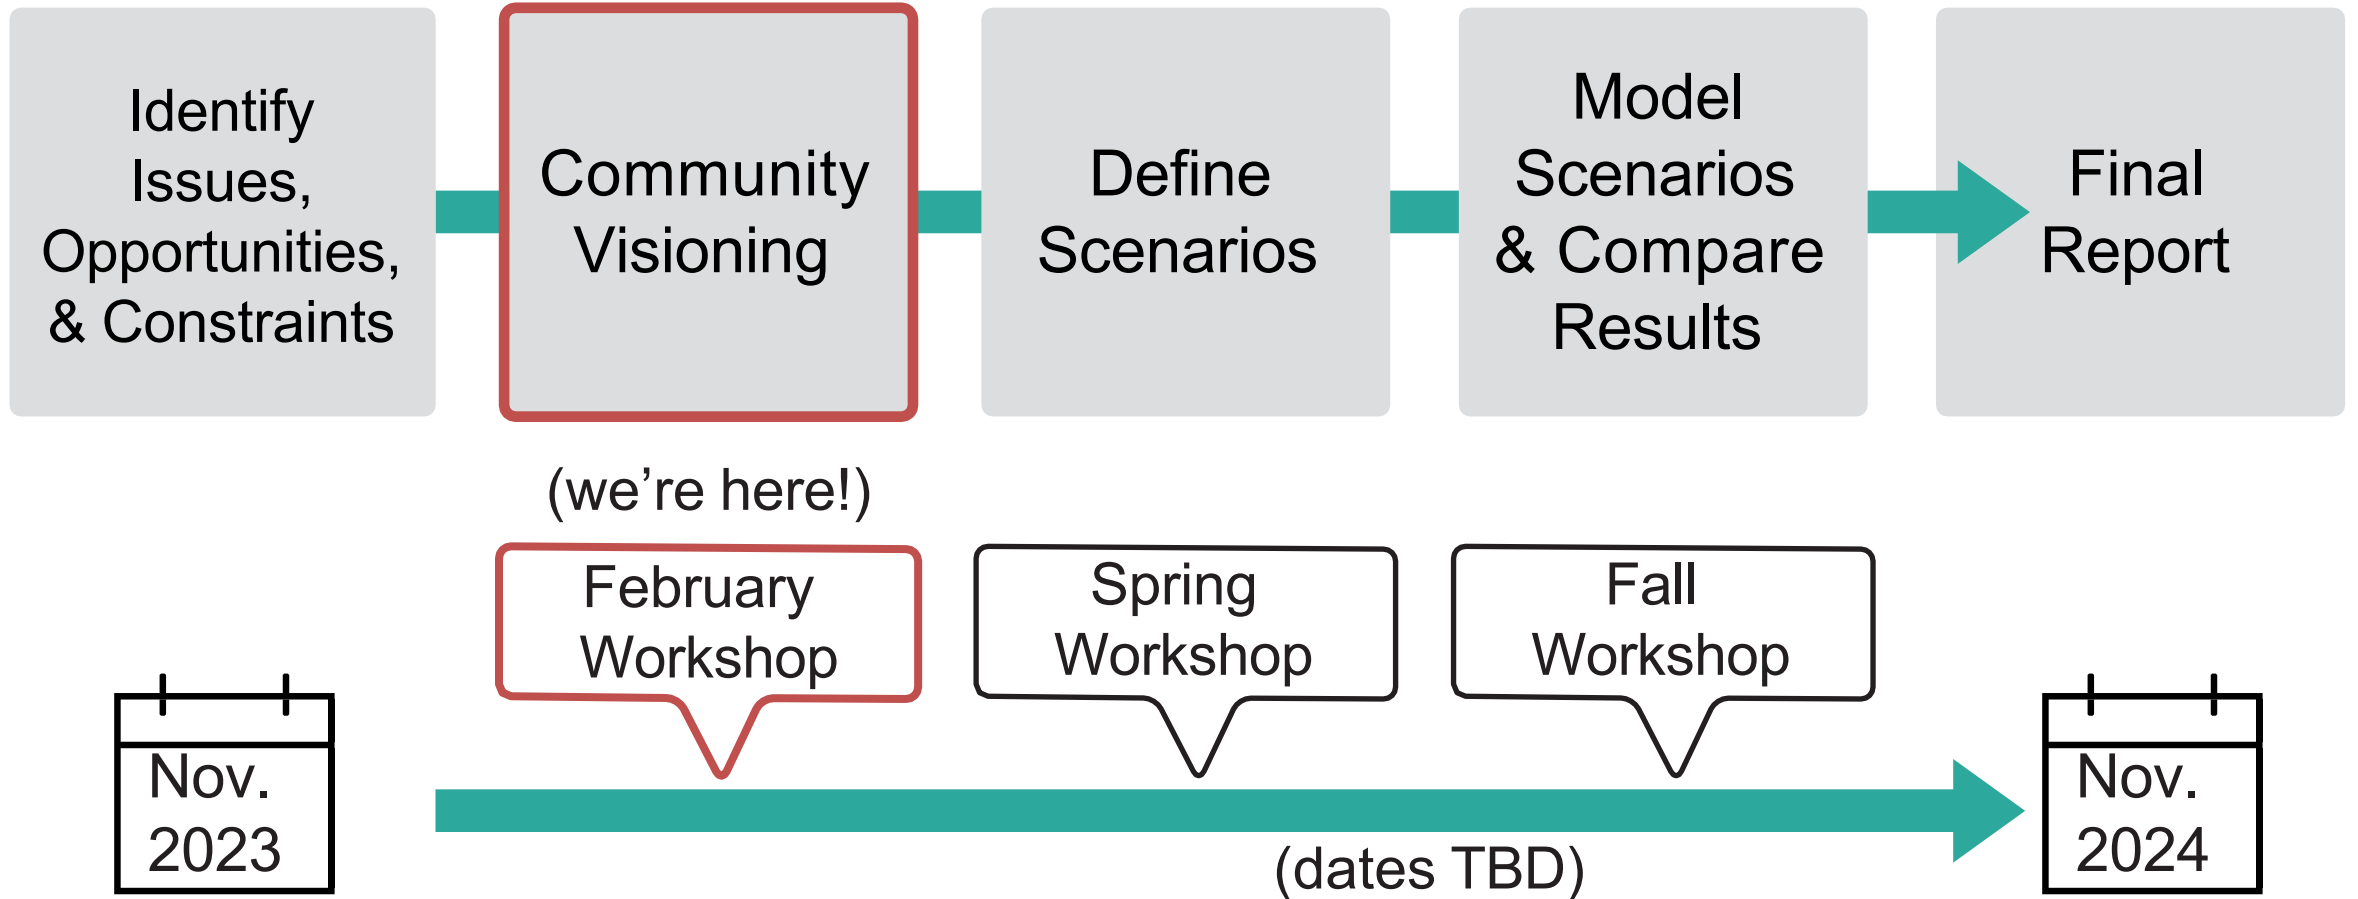 Identify
Issues,
Opportunities,
& Constraints
Community
Visioning
Define
Scenarios
Model
Scenarios
& Compare
Results
Final
Report
(we’re here!)
February
Workshop
Spring
Workshop
Fall
Workshop
Nov.
2023
(dates TBD)
Nov.
2024